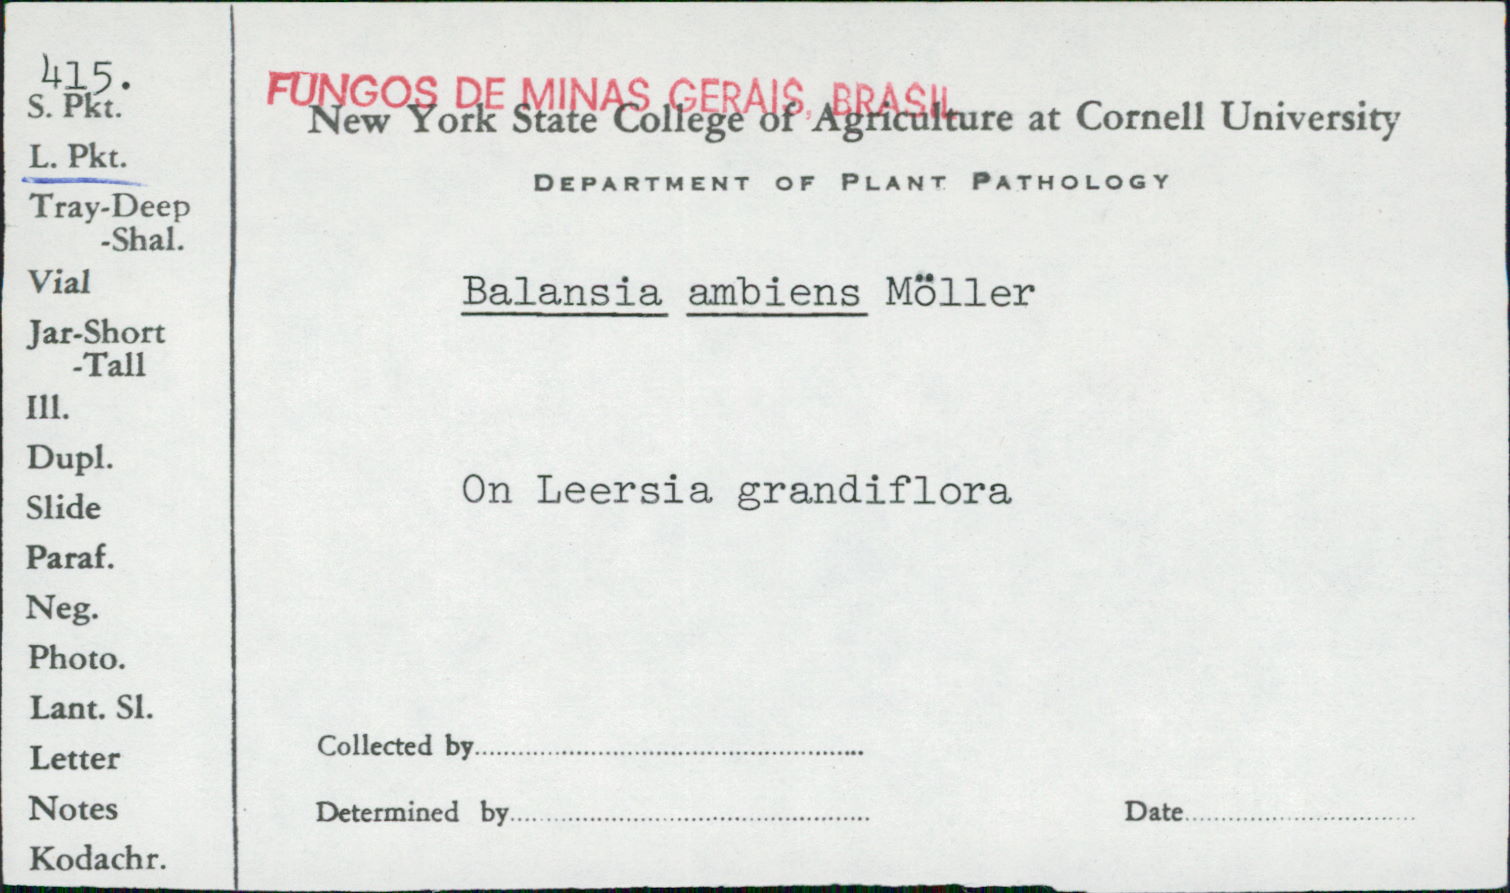 415.
S. Pkt.
L. Pkt.
Tray-Deep
-Shal.
Vial
Jar-Short
-Tall
Ill.
Dupl.
Slide
Paraf.
Neg.
Photo.
Lant. Sl.
Letter
Notes
Kodachr.
FUNGOS DE MINAS GERAIS, BRASIL
New York State College of Agriculture at Cornell University
DEPARTMENT OF PLANT PATHOLOGY
Balansia ambiens Möller
On Leersia grandiflora
Collected by
Determined by
Date